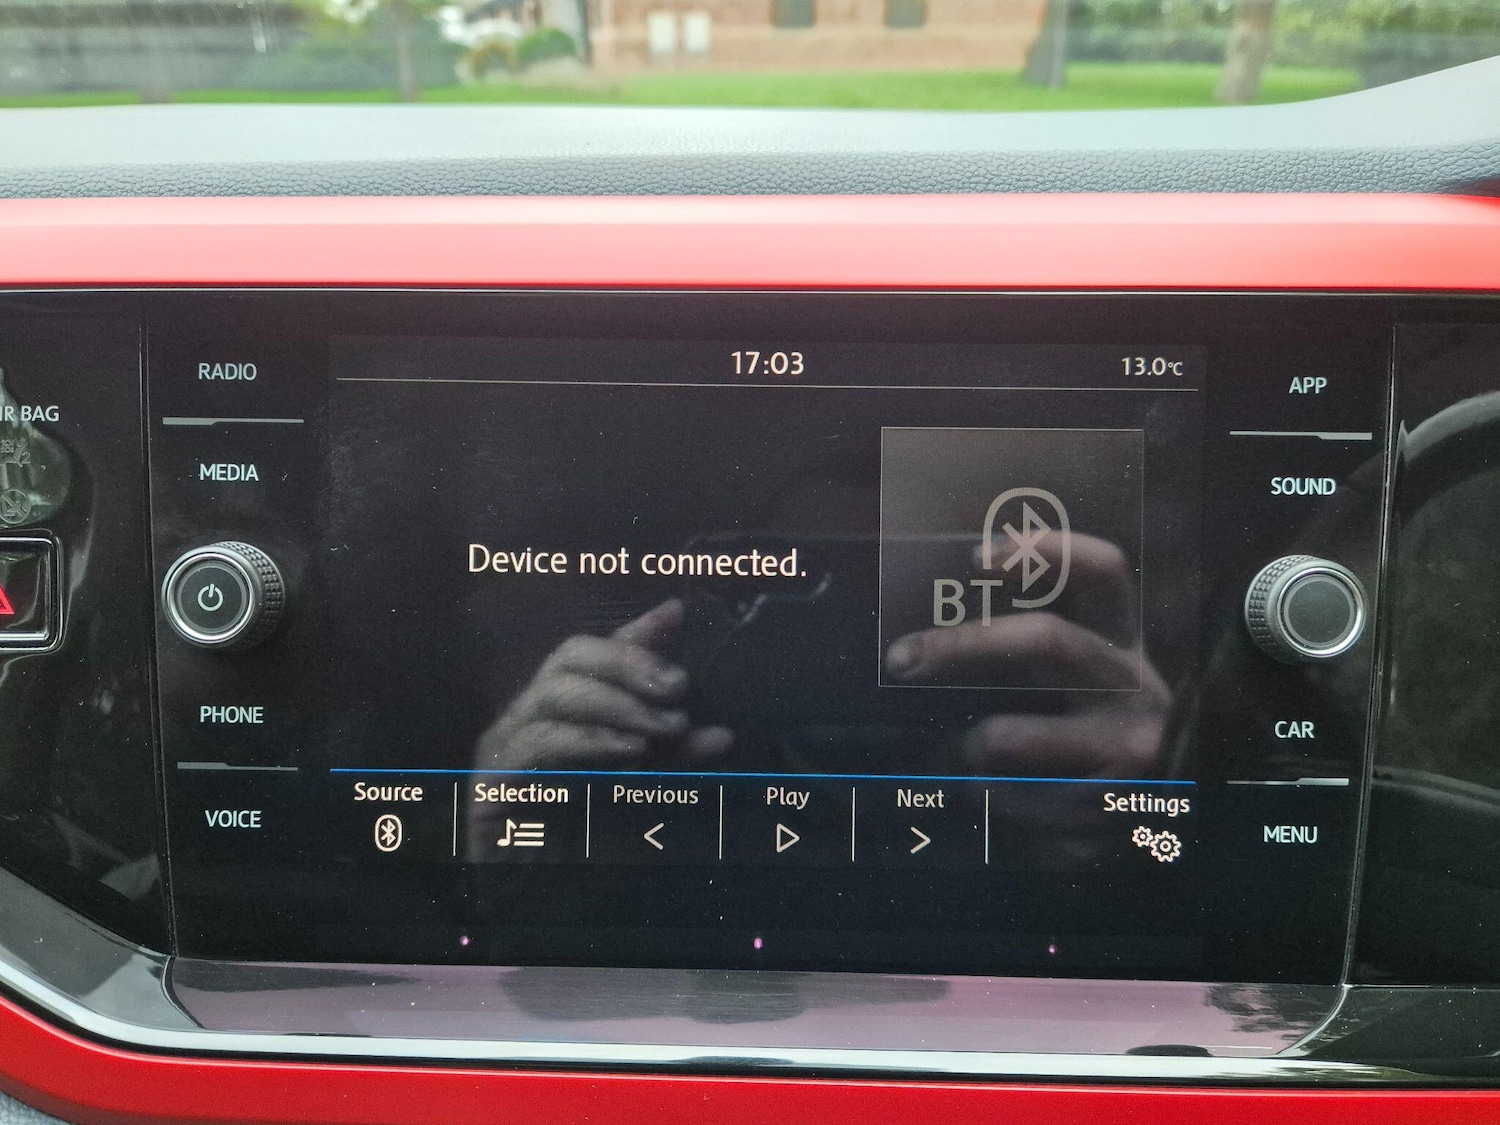 17:03
13.0°C
RADIO
APP
BAG
MEDIA
SOUND
Device not connected.
BT
PHONE
CAR
VOICE
MENU
Source
Selection
Previous
Play
Next
Settings